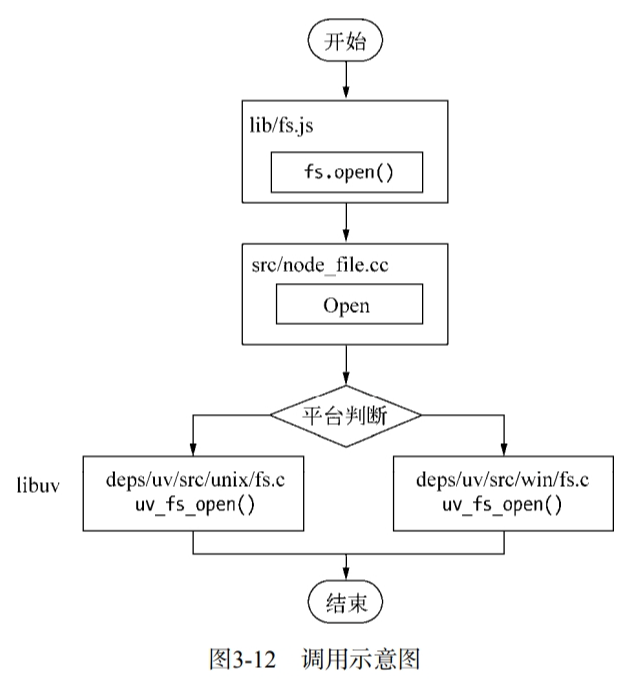 开始
lib/fs.js
fs.open()
src/node_file.cc
Open
平台判断
libuv
deps/uv/src/unix/fs.c
uv_fs_open()
deps/uv/src/win/fs.c
uv_fs_open()
结束
图3-12 调用示意图